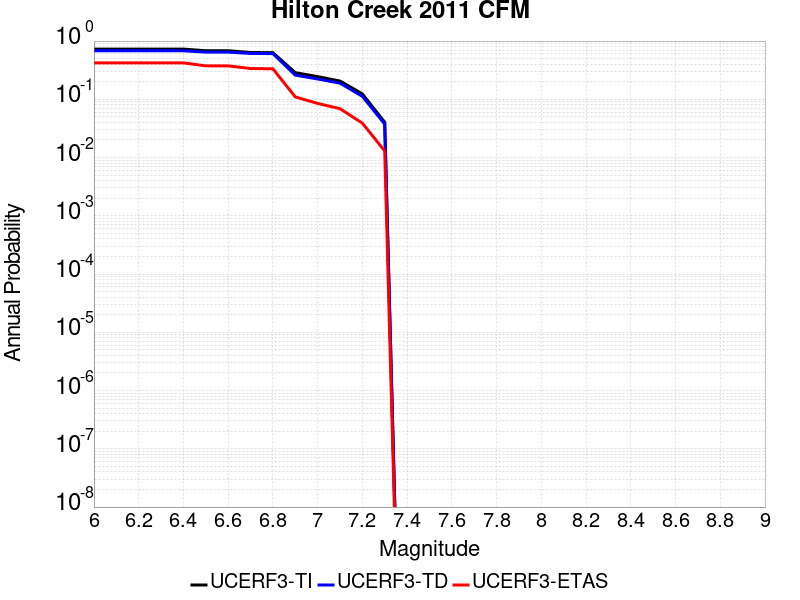 Hilton Creek 2011 CFM
Annual Probability
10^0
10^-1
10^-2
10^-3
10^-4
10^-5
10^-6
10^-7
10^-8
6 6.2 6.4 6.6 6.8 7 7.2 7.4 7.6 7.8 8 8.2 8.4 8.6 8.8 9
Magnitude
UCERF3-TI UCERF3-TD UCERF3-ETAS